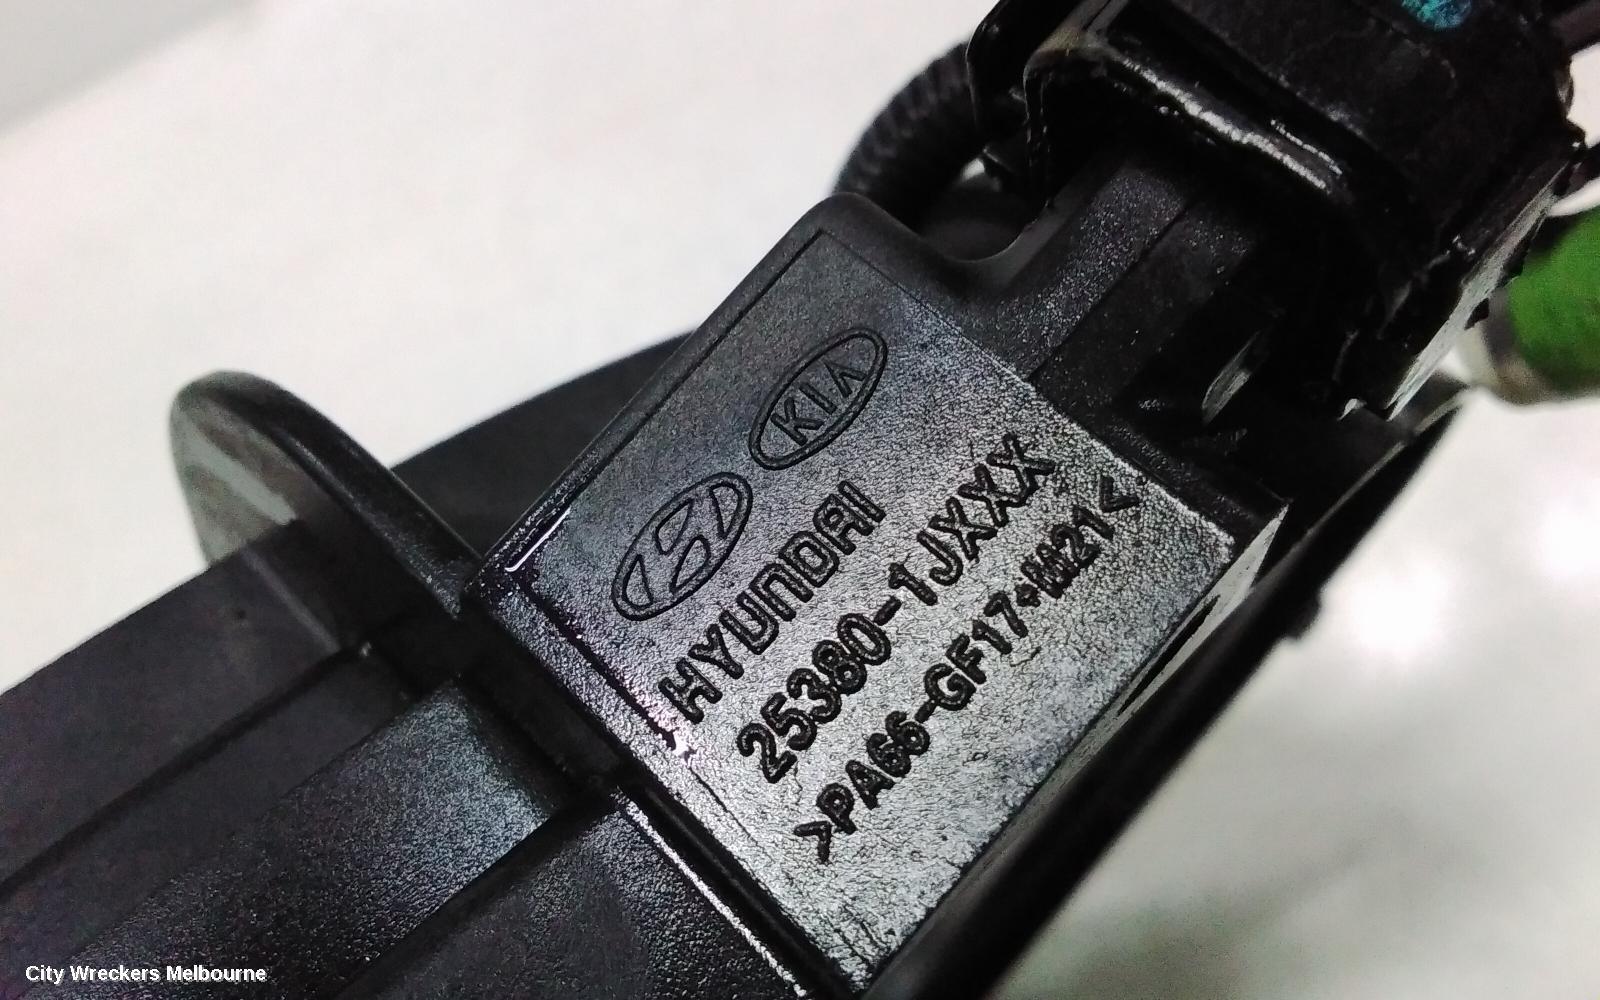 KIA
HYUNDAI
25380-1JXXX
>PA66-GF17+M21<
City Wreckers Melbourne